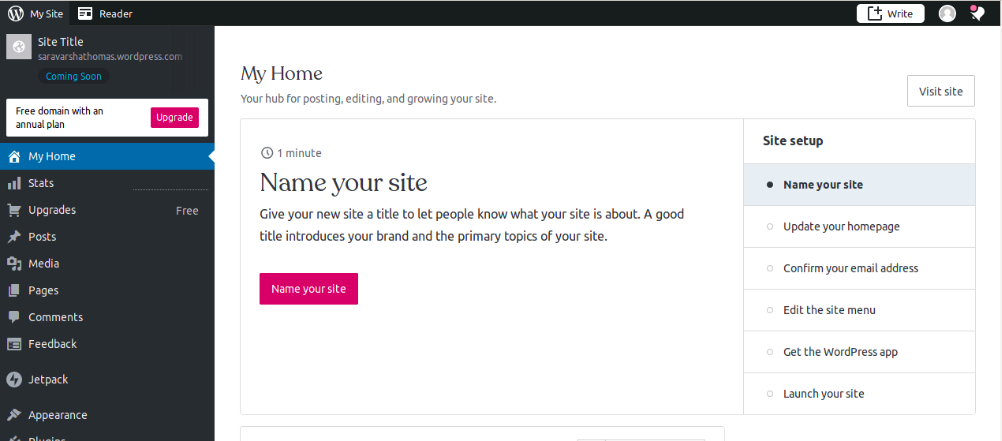 My Site
Reader
Write
Site Title
saravarshathomas.wordpress.com
Coming Soon
Free domain with an
annual plan
Upgrade
My Home
Stats
Upgrades Free
Posts
Media
Pages
Comments
Feedback
Jetpack
Appearance
Plugins
My Home
Your hub for posting, editing, and growing your site.
Visit site
1 minute
Name your site
Give your new site a title to let people know what your site is about. A good
title introduces your brand and the primary topics of your site.
Name your site
Site setup
Name your site
Update your homepage
Confirm your email address
Edit the site menu
Get the WordPress app
Launch your site